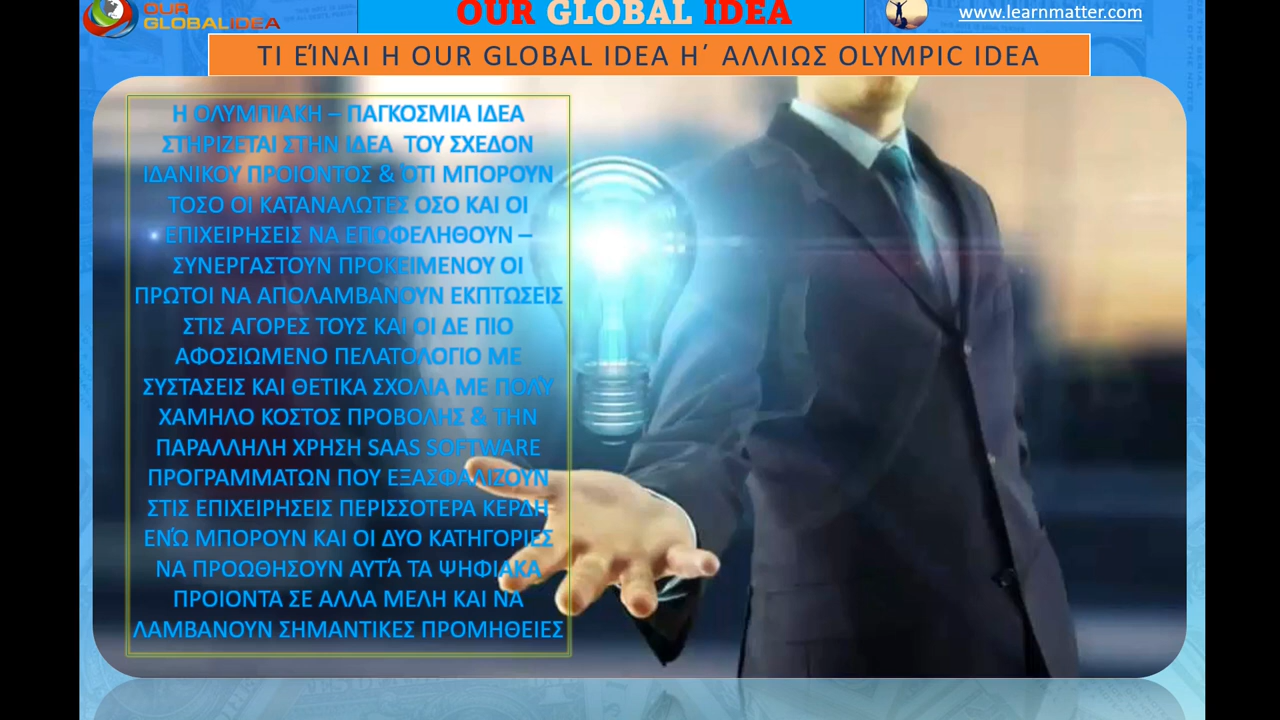 OUR
GLOBALIDEA
OUR GLOBAL IDEA
www.learnmatter.com
ΤΙ ΕΊΝΑΙ Η OUR GLOBAL IDEA Η΄ ΑΛΛΙΩΣ OLYMPIC IDEA
Η ΟΛΥΜΠΙΑΚΗ – ΠΑΓΚΟΣΜΙΑ ΙΔΕΑ
ΣΤΗΡΙΖΕΤΑΙ ΣΤΗΝ ΙΔΕΑ ΤΟΥ ΣΧΕΔΟΝ
ΙΔΑΝΙΚΟΥ ΠΡΟΙΟΝΤΟΣ & ΌΤΙ ΜΠΟΡΟΥΝ
ΤΟΣΟ ΟΙ ΚΑΤΑΝΑΛΩΤΕΣ ΟΣΟ ΚΑΙ ΟΙ
ΕΠΙΧΕΙΡΗΣΕΙΣ ΝΑ ΕΠΩΦΕΛΗΘΟΥΝ –
ΣΥΝΕΡΓΑΣΤΟΥΝ ΠΡΟΚΕΙΜΕΝΟΥ ΟΙ
ΠΡΩΤΟΙ ΝΑ ΑΠΟΛΑΜΒΑΝΟΥΝ ΕΚΠΤΩΣΕΙΣ
ΣΤΙΣ ΑΓΟΡΕΣ ΤΟΥΣ ΚΑΙ ΟΙ ΔΕ ΠΙΟ
ΑΦΟΣΙΩΜΕΝΟ ΠΕΛΑΤΟΛΟΓΙΟ ΜΕ
ΣΥΣΤΑΣΕΙΣ ΚΑΙ ΘΕΤΙΚΑ ΣΧΟΛΙΑ ΜΕ ΠΟΛΎ
ΧΑΜΗΛΟ ΚΟΣΤΟΣ ΠΡΟΒΟΛΗΣ & ΤΗΝ
ΠΑΡΑΛΛΗΛΗ ΧΡΗΣΗ SAAS SOFTWARE
ΠΡΟΓΡΑΜΜΑΤΩΝ ΠΟΥ ΕΞΑΣΦΑΛΙΖΟΥΝ
ΣΤΙΣ ΕΠΙΧΕΙΡΗΣΕΙΣ ΠΕΡΙΣΣΟΤΕΡΑ ΚΕΡΔΗ
ΕΝΏ ΜΠΟΡΟΥΝ ΚΑΙ ΟΙ ΔΥΟ ΚΑΤΗΓΟΡΙΕΣ
ΝΑ ΠΡΟΩΘΗΣΟΥΝ ΑΥΤΆ ΤΑ ΨΗΦΙΑΚΑ
ΠΡΟΙΟΝΤΑ ΣΕ ΑΛΛΑ ΜΕΛΗ ΚΑΙ ΝΑ
ΛΑΜΒΑΝΟΥΝ ΣΗΜΑΝΤΙΚΕΣ ΠΡΟΜΗΘΕΙΕΣ